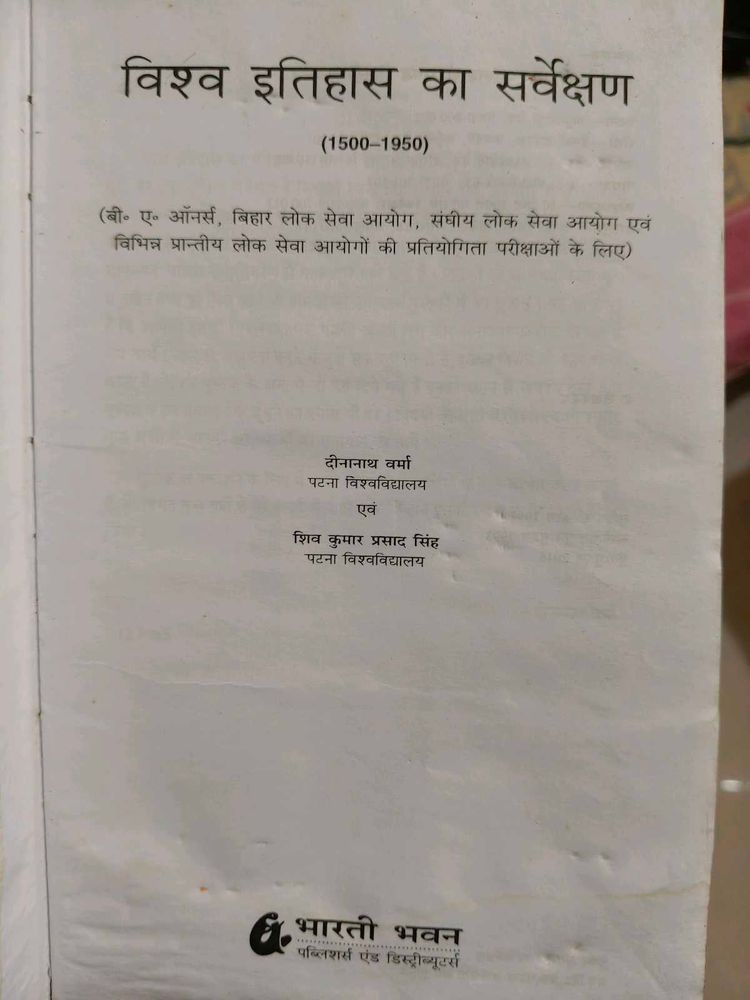 विश्व इतिहास का सर्वेक्षण
(1500–1950)
(बी॰ ए॰ ऑनर्स, बिहार लोक सेवा आयोग, संघीय लोक सेवा आयोग एवं
विभिन्न प्रान्तीय लोक सेवा आयोगों की प्रतियोगिता परीक्षाओं के लिए)
दीनानाथ वर्मा
पटना विश्वविद्यालय
एवं
शिव कुमार प्रसाद सिंह
पटना विश्वविद्यालय
भारती भवन
पब्लिशर्स एंड डिस्ट्रीब्यूटर्स